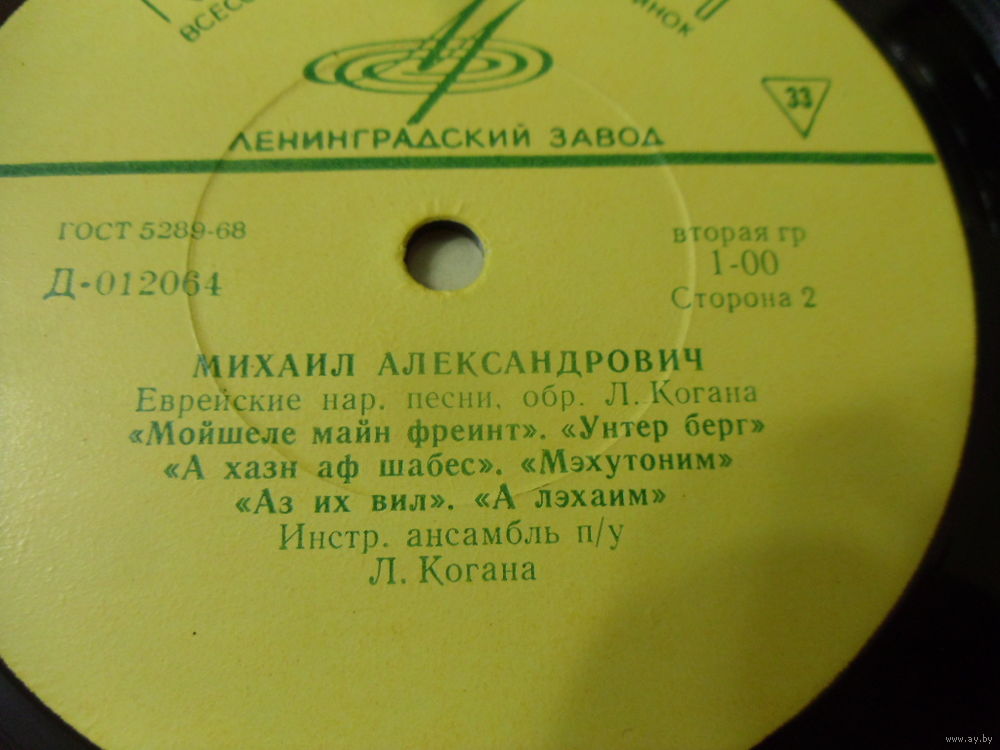 ЛЕНИНГРАДСКИЙ ЗАВОД
33
ГОСТ 5289-68
Д-012064
вторая гр
1-00
Сторона 2
МИХАИЛ АЛЕКСАНДРОВИЧ
Еврейские нар. песни, обр. Л. Когана
«Мойшеле майн фреинт». «Унтер берг»
«А хазн аф шабес». «Мэхутоним»
«Аз их вил». «А лэхаим»
Инстр. ансамбль п/у
Л. Когана
www.ay.by